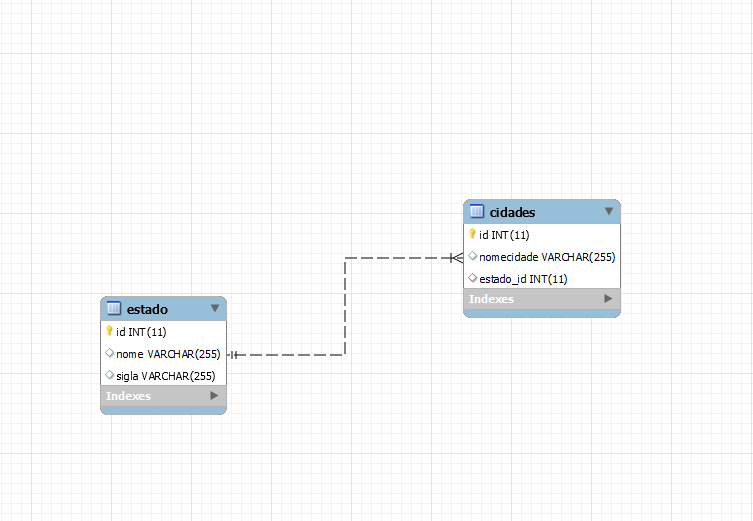 cidades
id INT(11)
nomecidade VARCHAR(255)
estado_id INT(11)
Indexes
estado
id INT(11)
nome VARCHAR(255)
sigla VARCHAR(255)
Indexes